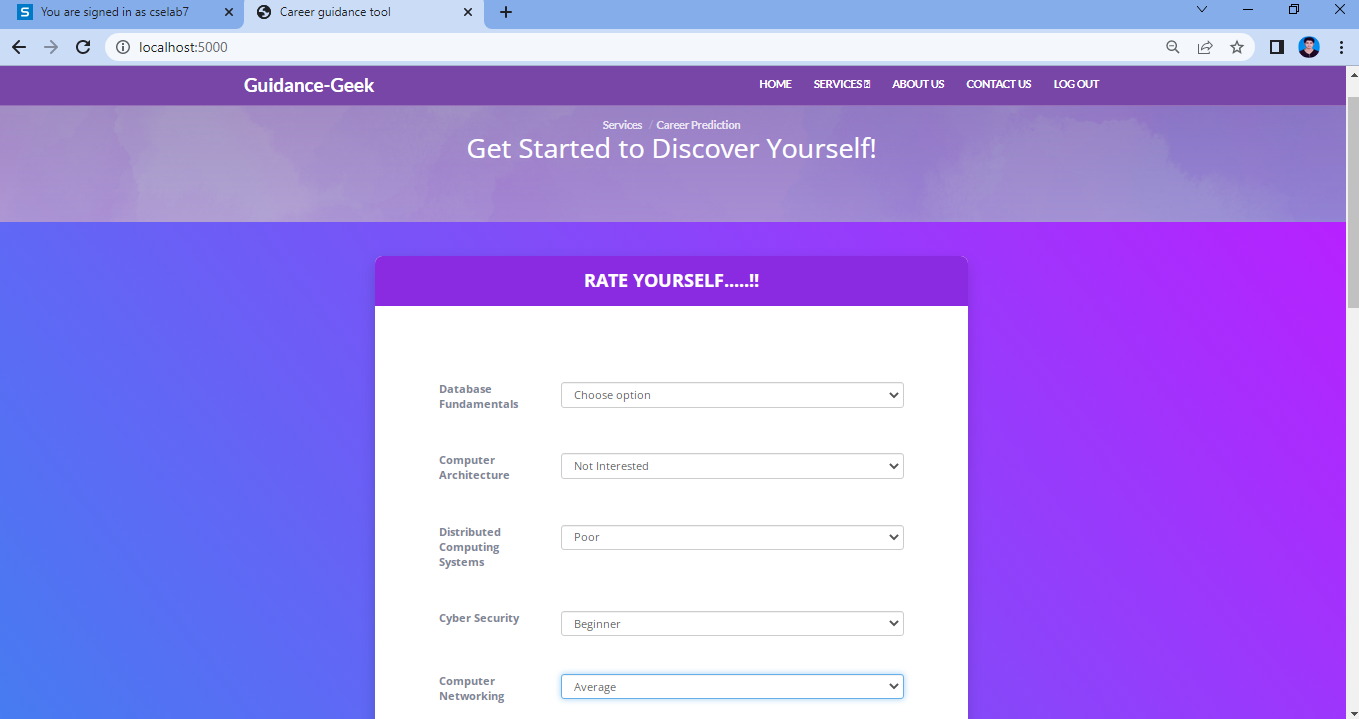 You are signed in as cselab7
Career guidance tool
localhost:5000
Guidance-Geek
HOME SERVICES ABOUT US CONTACT US LOG OUT
Services / Career Prediction
Get Started to Discover Yourself!
RATE YOURSELF.....!!
Database
Fundamentals
Choose option
Computer
Architecture
Not Interested
Distributed
Computing
Systems
Poor
Cyber Security
Beginner
Computer
Networking
Average